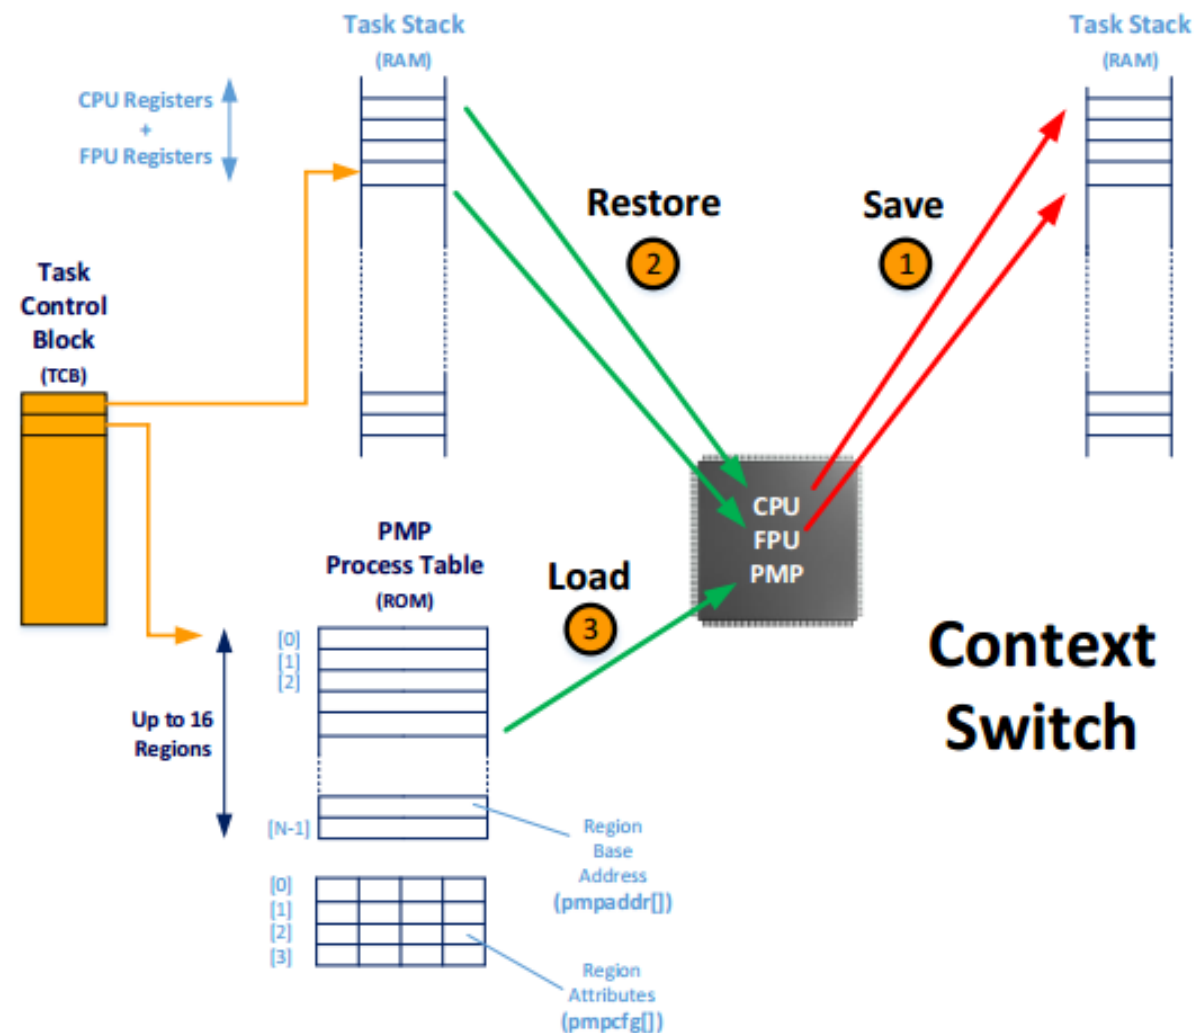 Task Stack
(RAM)
Task Stack
(RAM)
CPU Registers
+
FPU Registers
Restore
2
Save
1
Task
Control
Block
(TCB)
CPU
FPU
PMP
PMP
Process Table
(ROM)
Load
3
[0]
[1]
[2]
Up to 16
Regions
[N-1]
Context
Switch
Region
Base
Address
(pmpaddr[])
[0]
[1]
[2]
[3]
Region
Attributes
(pmpcfg[])